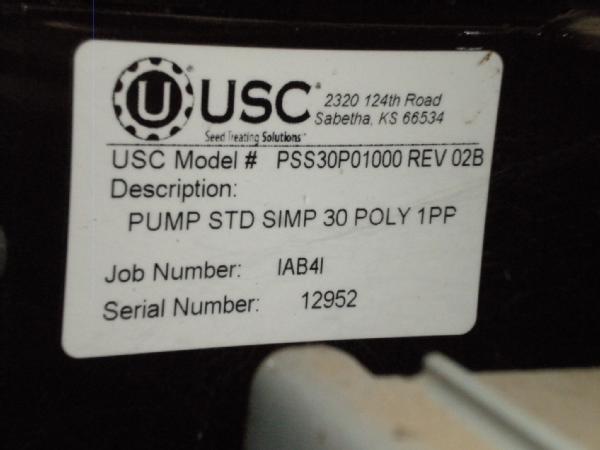 U USC
2320 124th Road
Sabetha, KS 66534
Seed Treating Solutions
USC Model # PSS30P01000 REV 02B
Description:
PUMP STD SIMP 30 POLY 1PP
Job Number: IAB4I
Serial Number: 12952